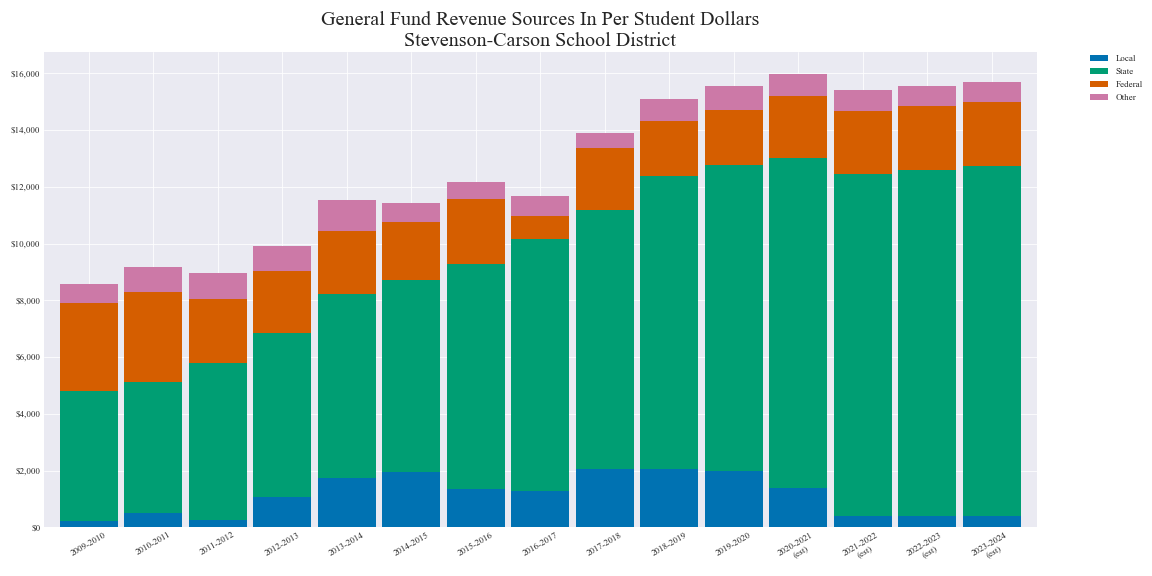 General Fund Revenue Sources In Per Student Dollars
Stevenson-Carson School District
Local
State
Federal
Other
$16,000
$14,000
$12,000
$10,000
$8,000
$6,000
$4,000
$2,000
$0
2009-2010
2010-2011
2011-2012
2012-2013
2013-2014
2014-2015
2015-2016
2016-2017
2017-2018
2018-2019
2019-2020
2020-2021
(est)
2021-2022
(est)
2022-2023
(est)
2023-2024
(est)